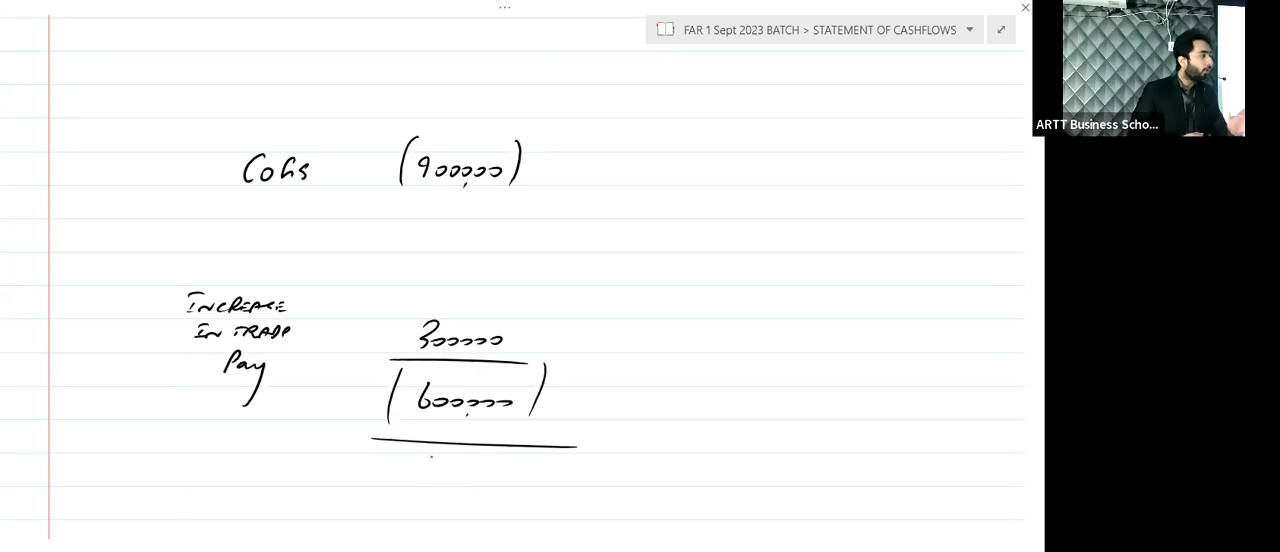 ...
FAR 1 Sept 2023 BATCH > STATEMENT OF CASHFLOWS
ARTT Business Scho...
COGS (900,000)
INCREASE
IN TRADE
Pay
300000
(600,000)